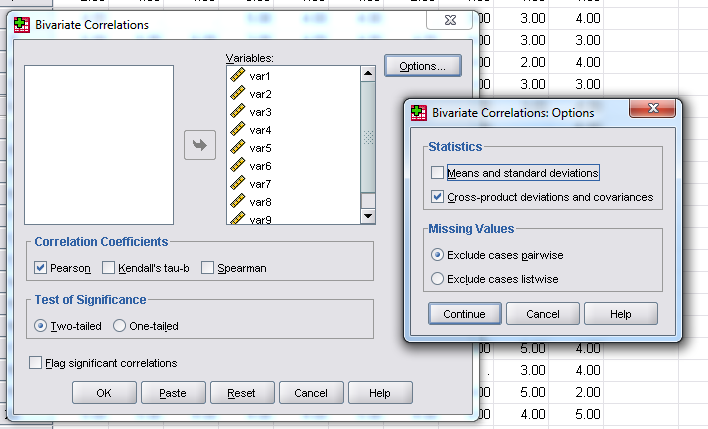 Bivariate Correlations
Variables:
var1
var2
var3
var4
var5
var6
var7
var8
var9
Options...
Correlation Coefficients
Pearson
Kendall's tau-b
Spearman
Test of Significance
Two-tailed
One-tailed
Flag significant correlations
OK
Paste
Reset
Cancel
Help
Bivariate Correlations: Options
Statistics
Means and standard deviations
Cross-product deviations and covariances
Missing Values
Exclude cases pairwise
Exclude cases listwise
Continue
Cancel
Help
00 3.00 4.00
00 3.00 3.00
00 2.00 4.00
00 3.00 3.00
00 5.00 4.00
. 3.00 4.00
00 5.00 2.00
00 4.00 5.00